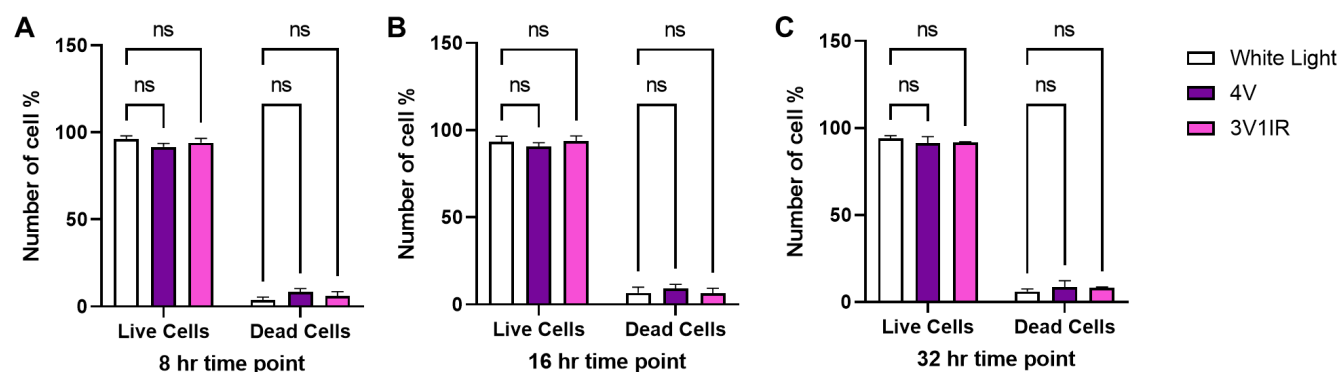 A
Number of cell %
150
100
50
0
ns
ns
ns
ns
Live Cells
Dead Cells
8 hr time point
B
Number of cell %
150
100
50
0
ns
ns
ns
ns
Live Cells
Dead Cells
16 hr time point
C
Number of cell %
150
100
50
0
ns
ns
ns
ns
Live Cells
Dead Cells
32 hr time point
White Light
4V
3V1IR